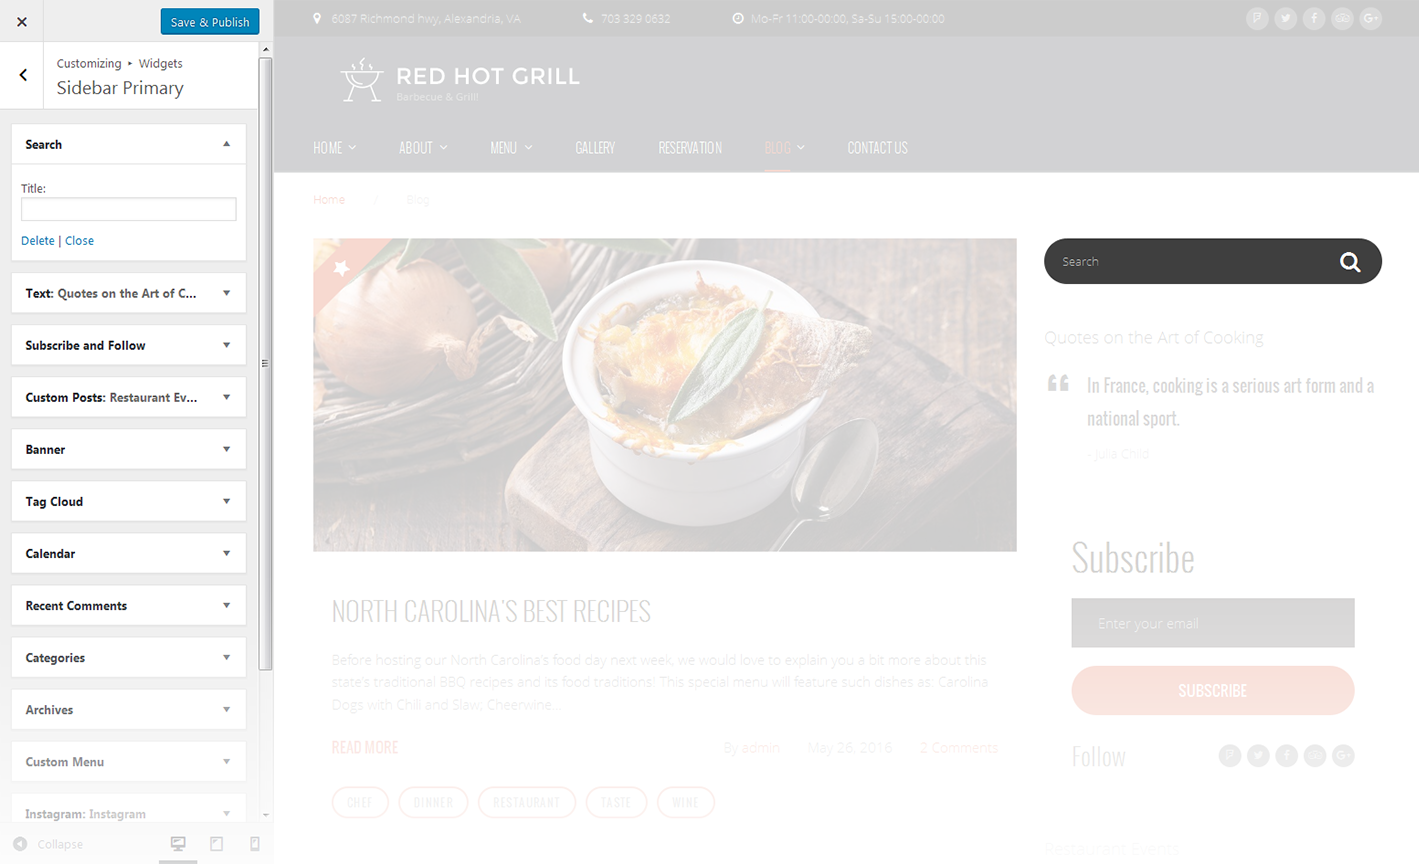 Save & Publish
Customizing ▸ Widgets
Sidebar Primary
Search
Title:
Delete | Close
Text: Quotes on the Art of C...
Subscribe and Follow
Custom Posts: Restaurant Ev...
Banner
Tag Cloud
Calendar
Recent Comments
Categories
Archives
Custom Menu
Instagram: Instagram
Collapse
6087 Richmond hwy, Alexandria, VA
703 329 0632
Mo-Fr 11:00-00:00, Sa-Su 15:00-00:00
RED HOT GRILL
Barbecue & Grill!
HOME ABOUT MENU GALLERY RESERVATION BLOG CONTACT US
Home / Blog
NORTH CAROLINA'S BEST RECIPES
Before hosting our North Carolina's food day next week, we would love to explain you a bit more about this
state's traditional BBQ recipes and its food traditions! This special menu will feature such dishes as: Carolina
Dogs with Chili and Slaw, Cheerwine...
READ MORE
By admin May 26, 2016 2 Comments
CHEF DINNER RESTAURANT TASTE WINE
Search
Quotes on the Art of Cooking
“ In France, cooking is a serious art form and a
national sport.
- Julia Child
Subscribe
Enter your email
SUBSCRIBE
Follow
Restaurant Events